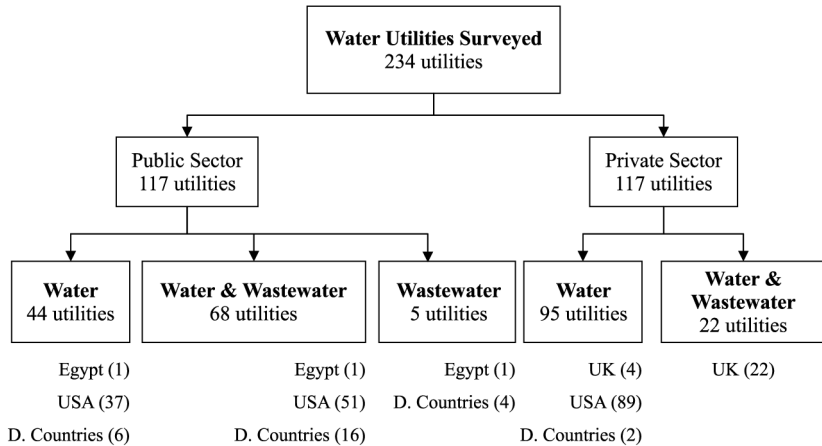 Water Utilities Surveyed
234 utilities
Public Sector
117 utilities
Private Sector
117 utilities
Water
44 utilities
Water & Wastewater
68 utilities
Wastewater
5 utilities
Water
95 utilities
Water &
Wastewater
22 utilities
Egypt (1)
USA (37)
D. Countries (6)
Egypt (1)
USA (51)
D. Countries (16)
Egypt (1)
D. Countries (4)
UK (4)
USA (89)
D. Countries (2)
UK (22)